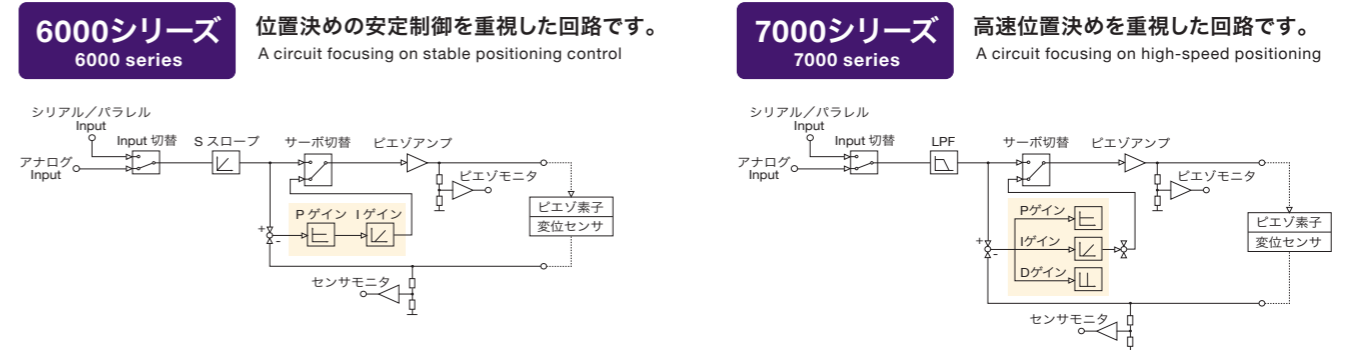 6000シリーズ
6000 series
位置決めの安定制御を重視した回路です。
A circuit focusing on stable positioning control
シリアル／パラレル
Input
Input 切替
S スロープ
サーボ切替
ピエゾアンプ
アナログ
Input
ピエゾモニタ
ピエゾ素子
変位センサ
P ゲイン
I ゲイン
+
-
センサモニタ
7000シリーズ
7000 series
高速位置決めを重視した回路です。
A circuit focusing on high-speed positioning
シリアル／パラレル
Input
Input 切替
LPF
サーボ切替
ピエゾアンプ
アナログ
Input
ピエゾモニタ
ピエゾ素子
変位センサ
Pゲイン
Iゲイン
Dゲイン
+
-
センサモニタ